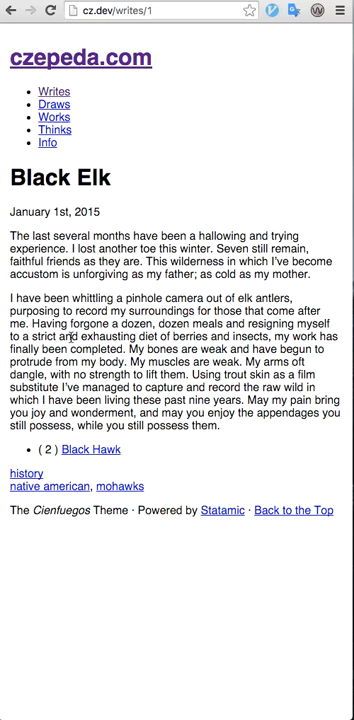 cz.dev/writes/1
czepeda.com
Writes
Draws
Works
Thinks
Info
Black Elk
January 1st, 2015
The last several months have been a hallowing and trying
experience. I lost another toe this winter. Seven still remain,
faithful friends as they are. This wilderness in which I've become
accustom is unforgiving as my father; as cold as my mother.
I have been whittling a pinhole camera out of elk antlers,
purposing to record my surroundings for those that come after
me. Having forgone a dozen, dozen meals and resigning myself
to a strict and exhausting diet of berries and insects, my work has
finally been completed. My bones are weak and have begun to
protrude from my body. My muscles are weak. My arms oft
dangle, with no strength to lift them. Using trout skin as a film
substitute I've managed to capture and record the raw wild in
which I have been living these past nine years. May my pain bring
you joy and wonderment, and may you enjoy the appendages you
still possess, while you still possess them.
( 2 ) Black Hawk
history
native american, mohawks
The Cienfuegos Theme · Powered by Statamic · Back to the Top